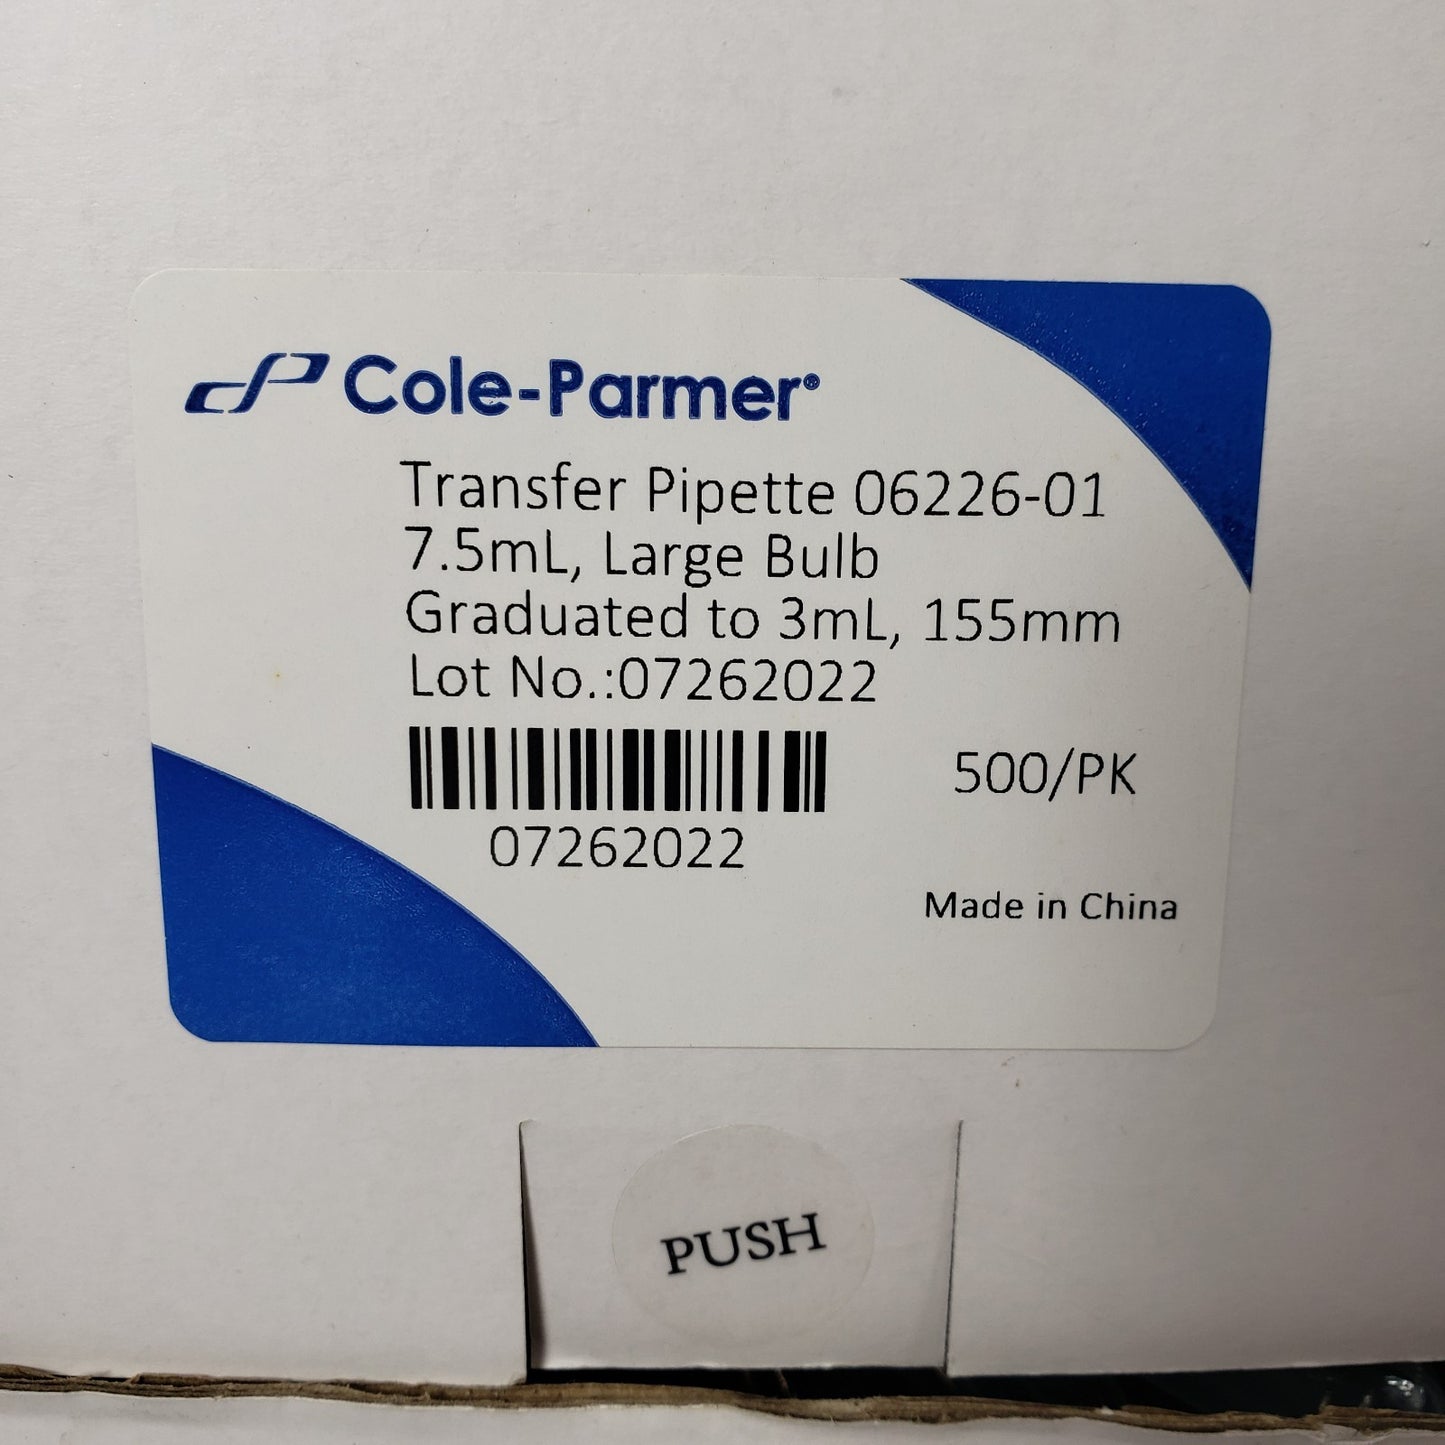 Cole-Parmer®
Transfer Pipette 06226-01
7.5mL, Large Bulb
Graduated to 3mL, 155mm
Lot No.:07262022
500/PK
07262022
Made in China
PUSH